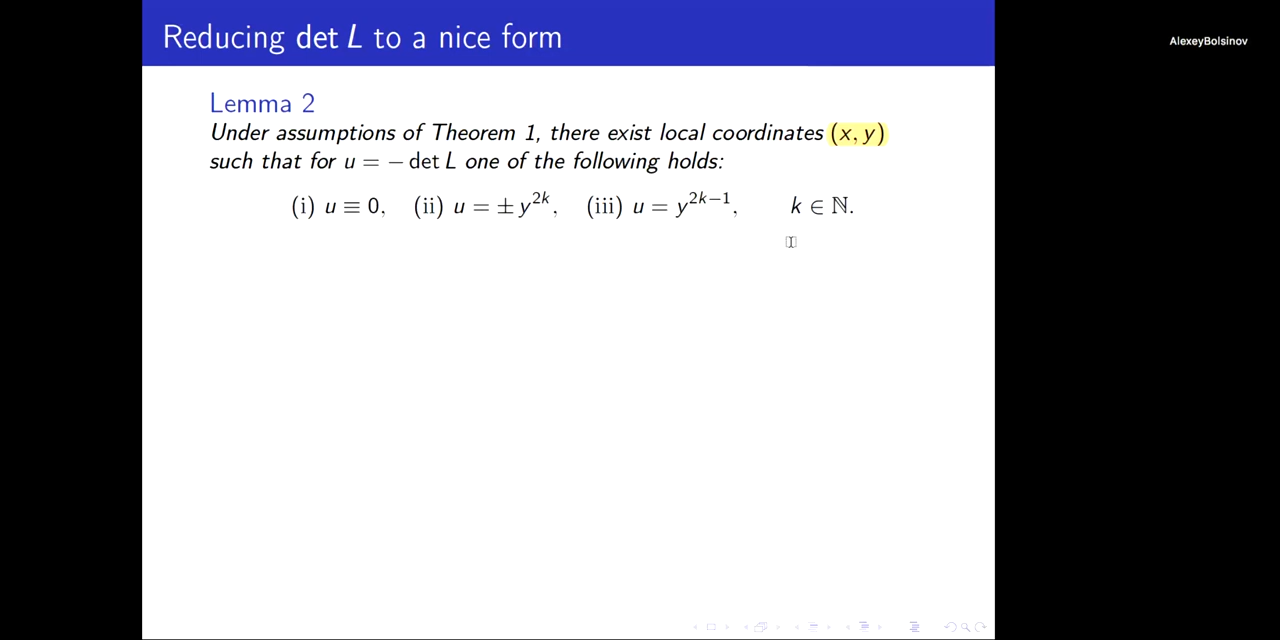 Reducing det L to a nice form
AlexeyBolsinov
Lemma 2
Under assumptions of Theorem 1, there exist local coordinates (x, y)
such that for u = − det L one of the following holds:
(i) u ≡ 0, (ii) u = ± y^{2k}, (iii) u = y^{2k−1}, k ∈ ℕ.